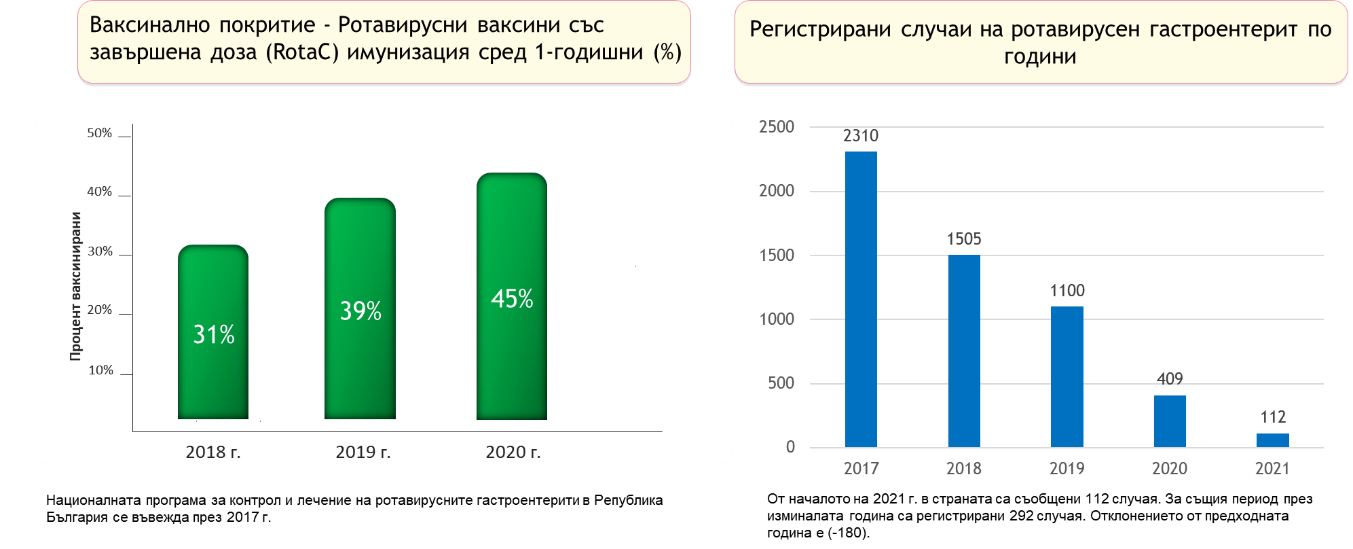 Ваксинално покритие - Ротавирусни ваксини със
завършена доза (RotaC) имунизация сред 1-годишни (%)
50%
40%
30%
20%
10%
Процент ваксинирани
31%
39%
45%
2018 г.
2019 г.
2020 г.
Националната програма за контрол и лечение на ротавирусните гастроентерити в Република
България се въвежда през 2017 г.
Регистрирани случаи на ротавирусен гастроентерит по
години
2500
2000
1500
1000
500
0
2310
1505
1100
409
112
2017
2018
2019
2020
2021
От началото на 2021 г. в страната са съобщени 112 случая. За същия период през
изминалата година са регистрирани 292 случая. Отклонението от предходната
година е (-180).